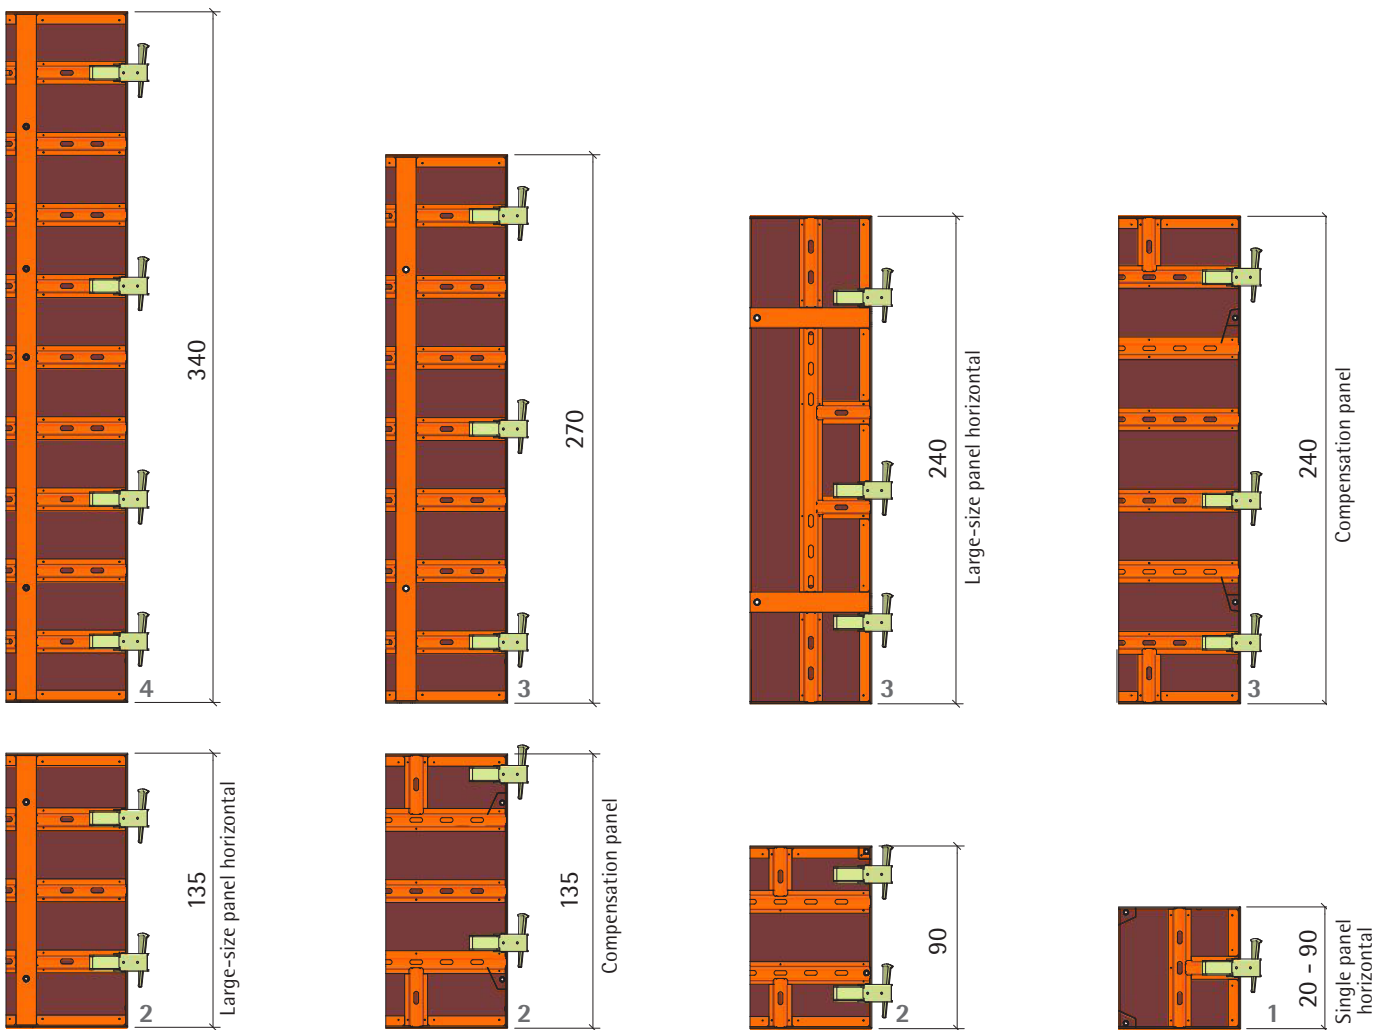 340
4
270
3
240
Large-size panel horizontal
3
240
Compensation panel
3
135
Large-size panel horizontal
2
135
Compensation panel
2
90
2
20 - 90
Single panel
horizontal
1